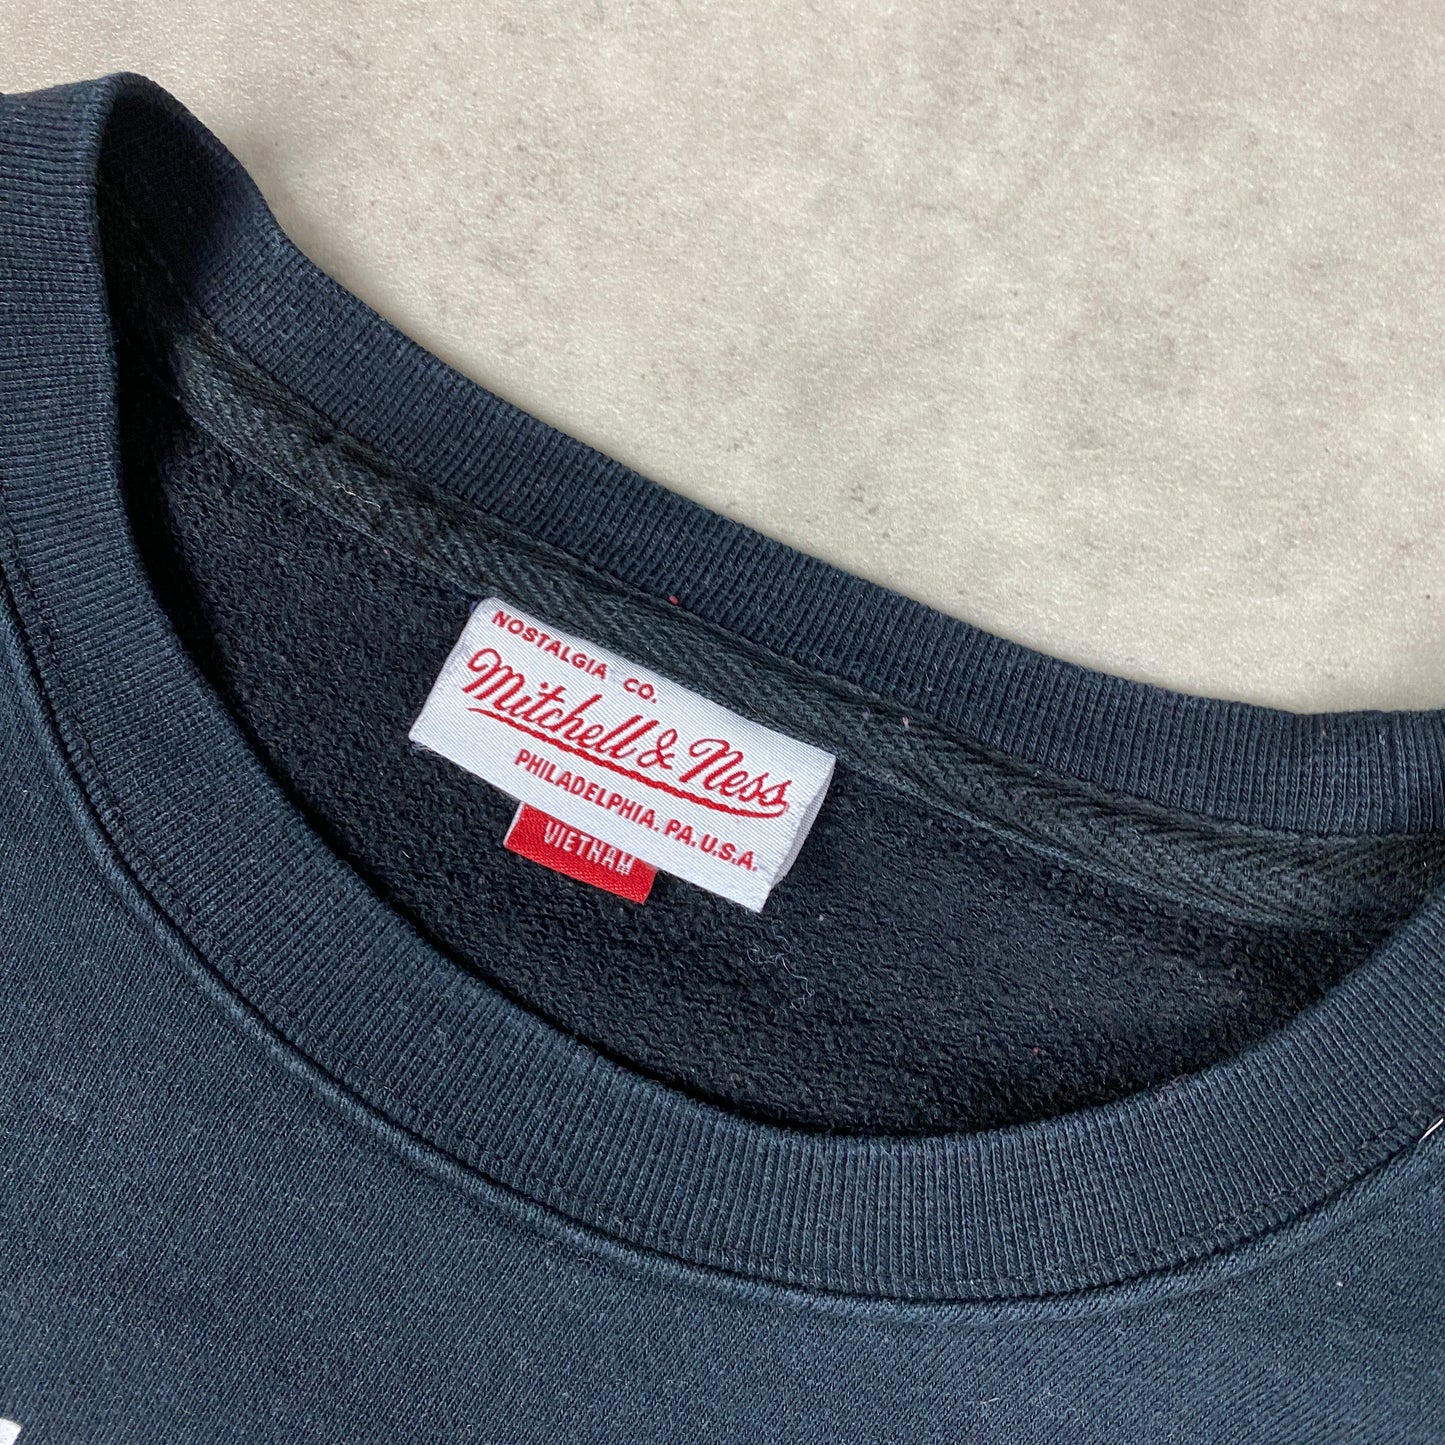 NOSTALGIA CO.
Mitchell & Ness
PHILADELPHIA. PA. U.S.A.
VIETNAM